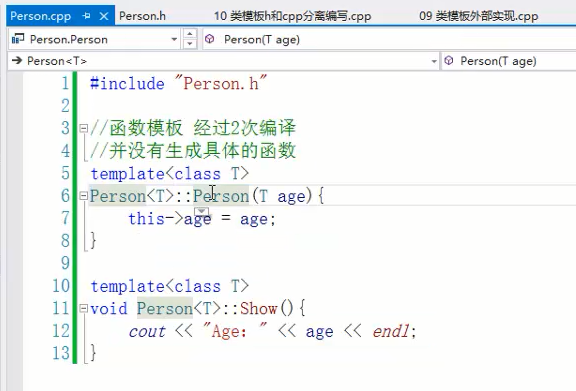 Person.cpp
Person.h
10 类模板h和cpp分离编写.cpp
09 类模板外部实现.cpp
Person.Person
Person(T age)
Person<T>
Person(T age)
1 #include "Person.h"
2
3 //函数模板 经过2次编译
4 //并没有生成具体的函数
5 template<class T>
6 Person<T>::Person(T age){
7 this->age = age;
8 }
9
10 template<class T>
11 void Person<T>::Show(){
12 cout << "Age：" << age << endl;
13 }